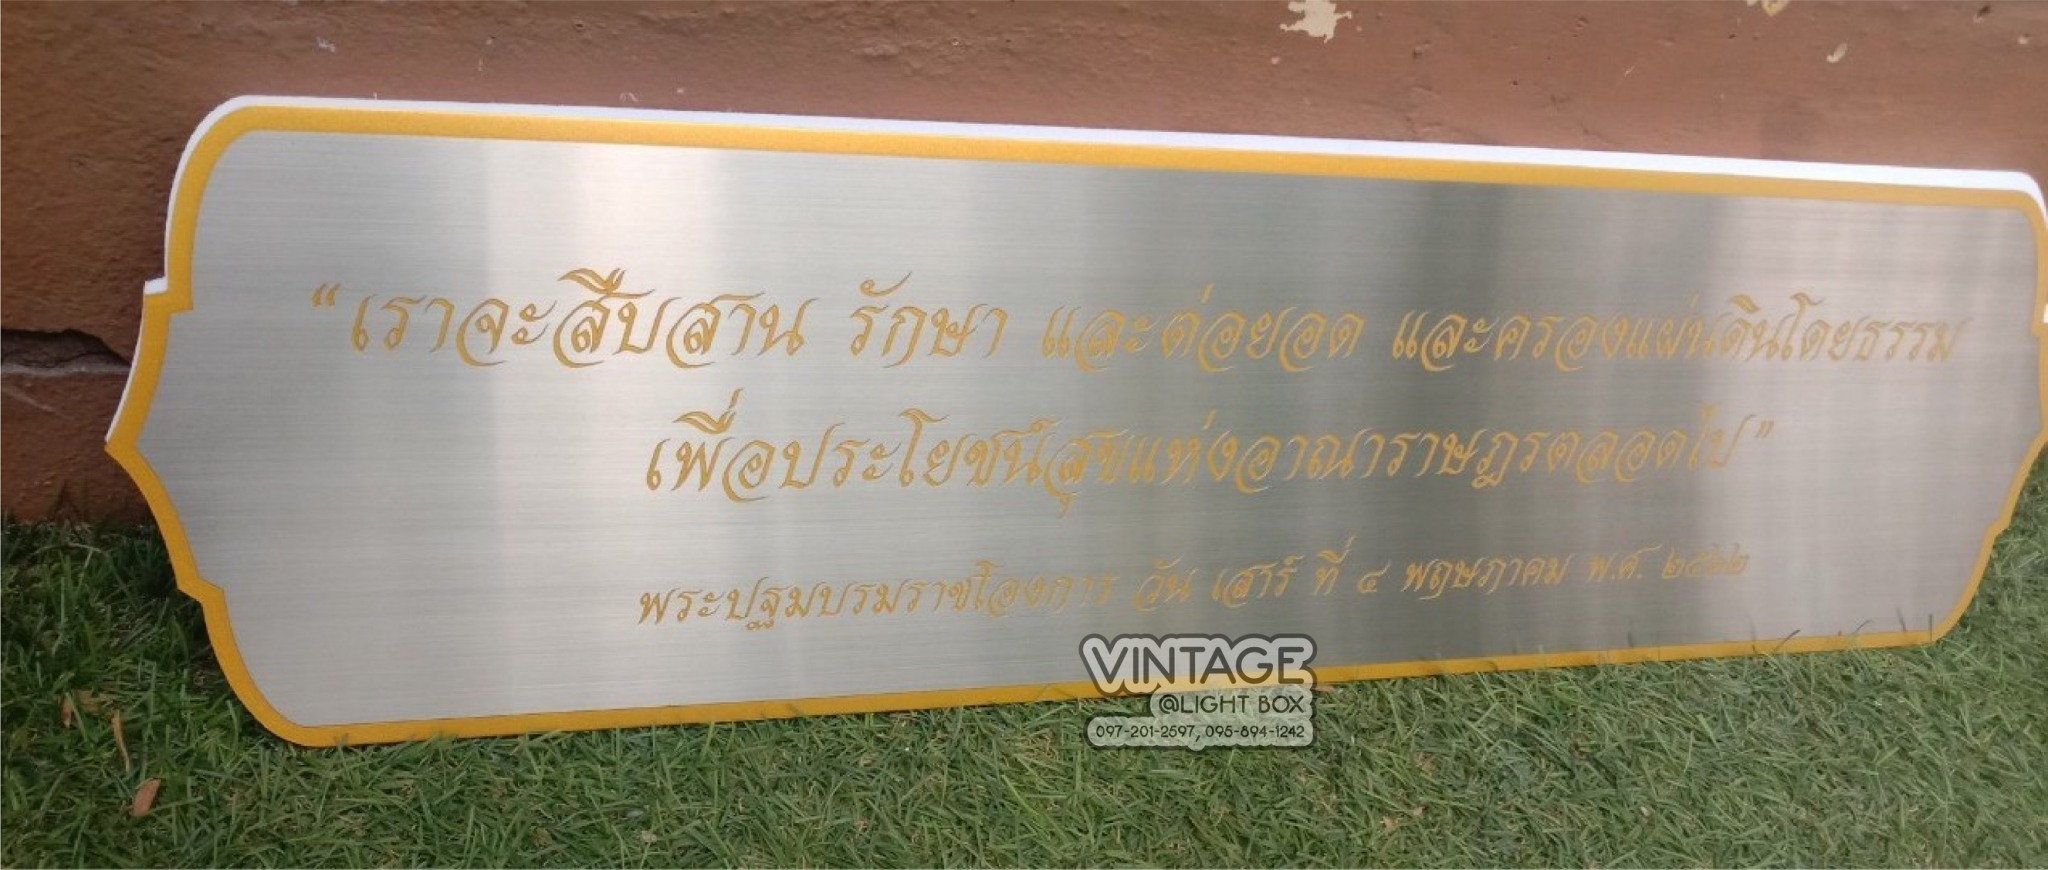 “ เราจะสืบสาน รักษา และต่อยอด และครองแผ่นดินโดยธรรม
เพื่อประโยชน์สุขแห่งอาณาราษฎรตลอดไป ”
พระปฐมบรมราชโองการ วัน เสาร์ ที่ ๔ พฤษภาคม พ.ศ. ๒๕๖๒
VINTAGE
@LIGHT BOX
097-201-2597, 095-894-1242